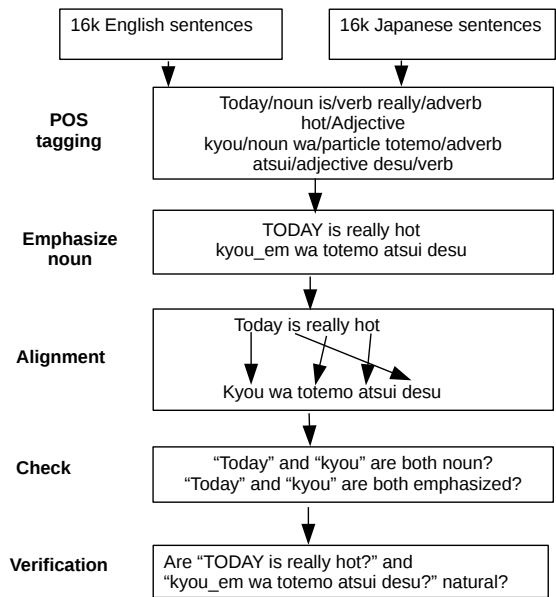 16k English sentences
16k Japanese sentences
POS
tagging
Today/noun is/verb really/adverb
hot/Adjective
kyou/noun wa/particle totemo/adverb
atsui/adjective desu/verb
Emphasize
noun
TODAY is really hot
kyou_em wa totemo atsui desu
Alignment
Today is really hot
Kyou wa totemo atsui desu
Check
“Today” and “kyou” are both noun?
“Today” and “kyou” are both emphasized?
Verification
Are “TODAY is really hot?” and
“kyou_em wa totemo atsui desu?” natural?